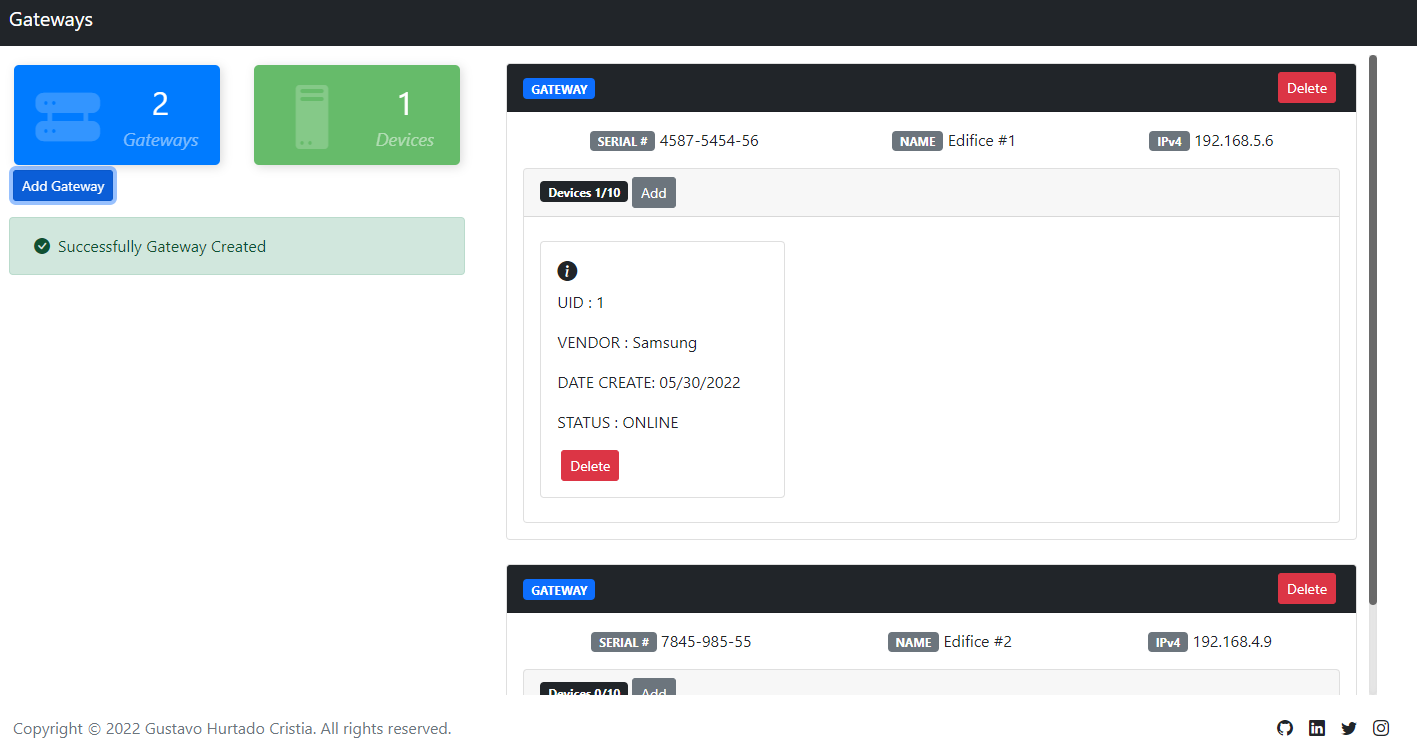 Gateways
2
Gateways
1
Devices
Add Gateway
Successfully Gateway Created
GATEWAY
Delete
SERIAL # 4587-5454-56 NAME Edifice #1 IPv4 192.168.5.6
Devices 1/10 Add
UID : 1
VENDOR : Samsung
DATE CREATE: 05/30/2022
STATUS : ONLINE
Delete
GATEWAY
Delete
SERIAL # 7845-985-55 NAME Edifice #2 IPv4 192.168.4.9
Devices 0/10 Add
Copyright © 2022 Gustavo Hurtado Cristia. All rights reserved.